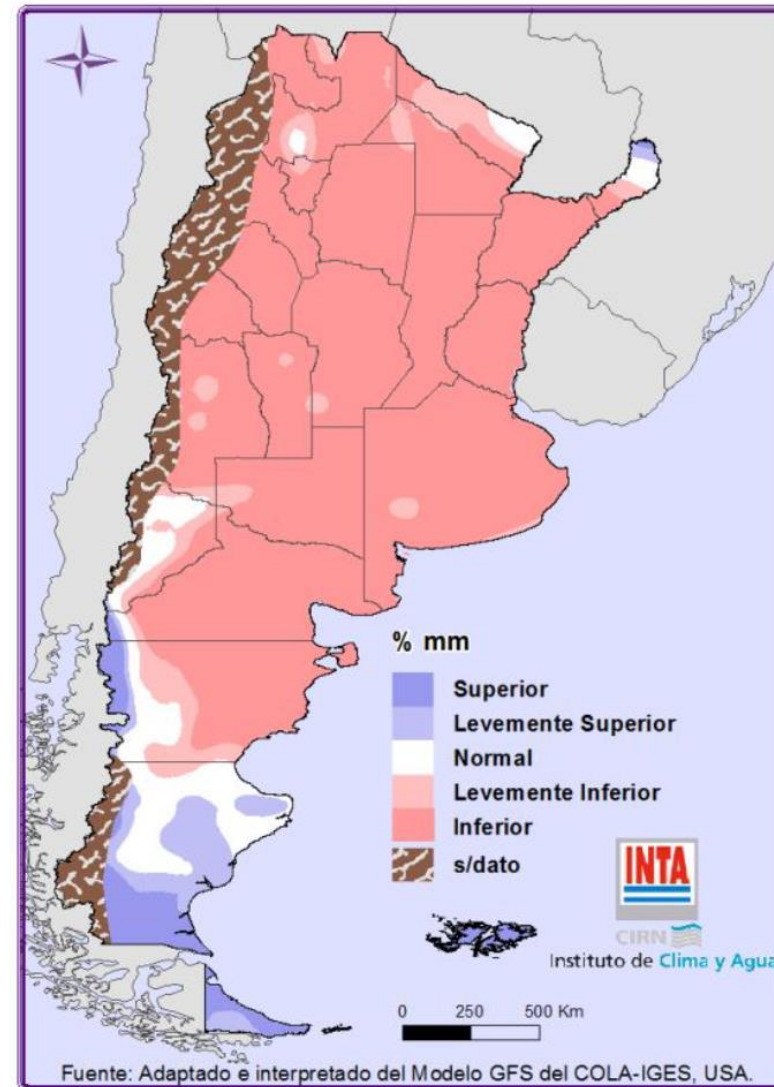 % mm
Superior
Levemente Superior
Normal
Levemente Inferior
Inferior
s/dato
INTA
CIRN
Instituto de Clima y Agua
0 250 500 Km
Fuente: Adaptado e interpretado del Modelo GFS del COLA-IGES, USA.